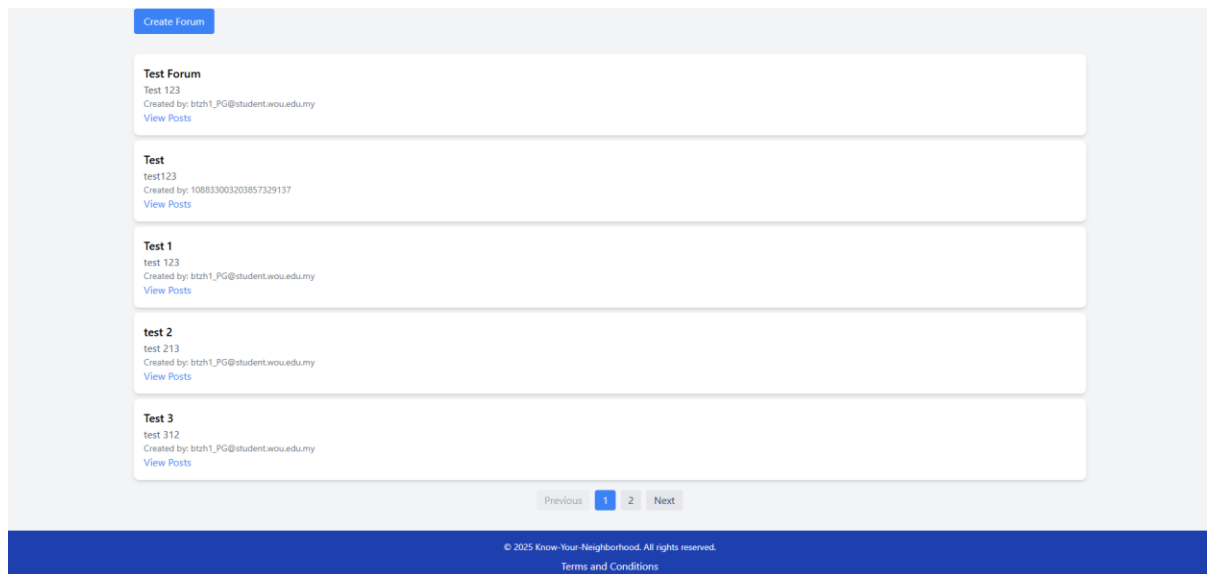 Create Forum
Test Forum
Test 123
Created by: btzh1_PG@student.wou.edu.my
View Posts
Test
test123
Created by: 108833003203857329137
View Posts
Test 1
test 123
Created by: btzh1_PG@student.wou.edu.my
View Posts
test 2
test 213
Created by: btzh1_PG@student.wou.edu.my
View Posts
Test 3
test 312
Created by: btzh1_PG@student.wou.edu.my
View Posts
Previous 1 2 Next
© 2025 Know-Your-Neighborhood. All rights reserved.
Terms and Conditions